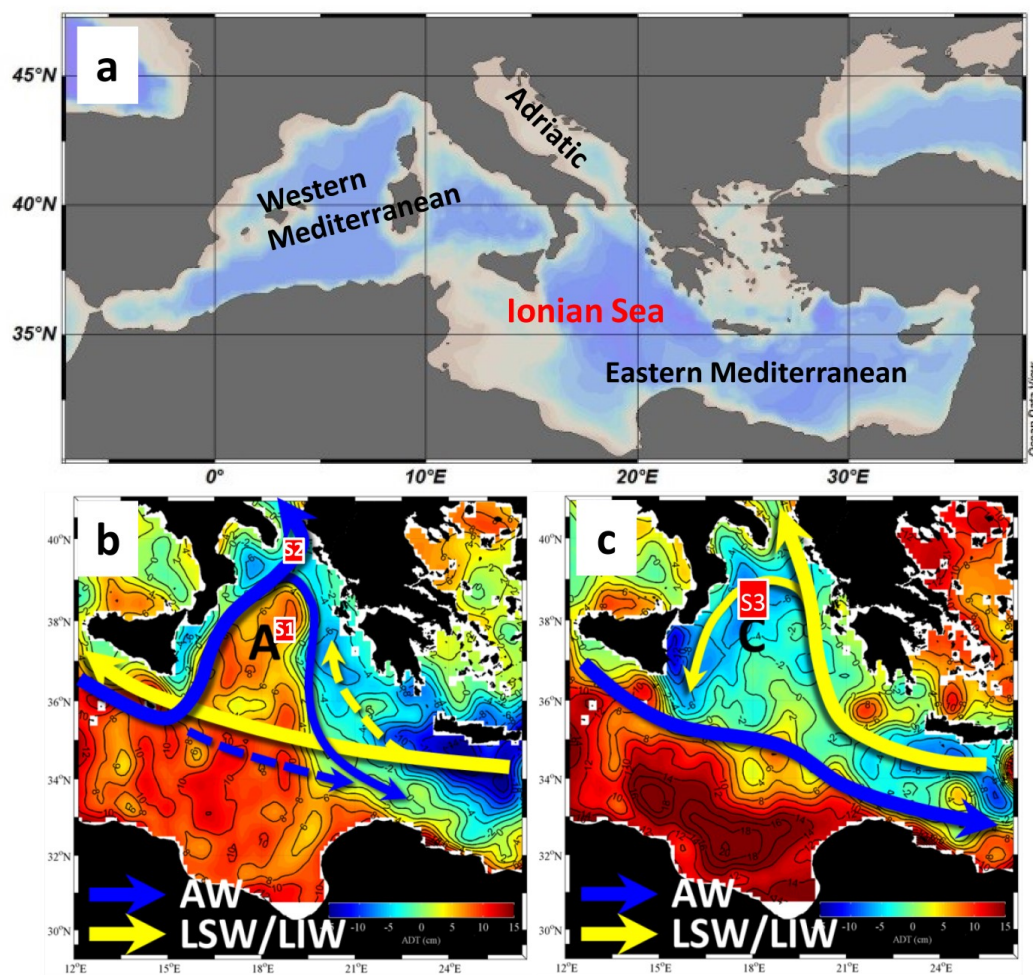 a
45°N
40°N
35°N
Adriatic
Western
Mediterranean
Ionian Sea
Eastern Mediterranean
0°
10°E
20°E
30°E
b
40°N
38°N
36°N
34°N
32°N
30°N
S2
A
S1
AW
LSW/LIW
-10
-5
0
5
10
15
ADT (cm)
12°E
15°E
18°E
21°E
24°E
c
40°N
38°N
36°N
34°N
32°N
30°N
S3
C
AW
LSW/LIW
-10
-5
0
5
10
15
ADT (cm)
12°E
15°E
18°E
21°E
24°E